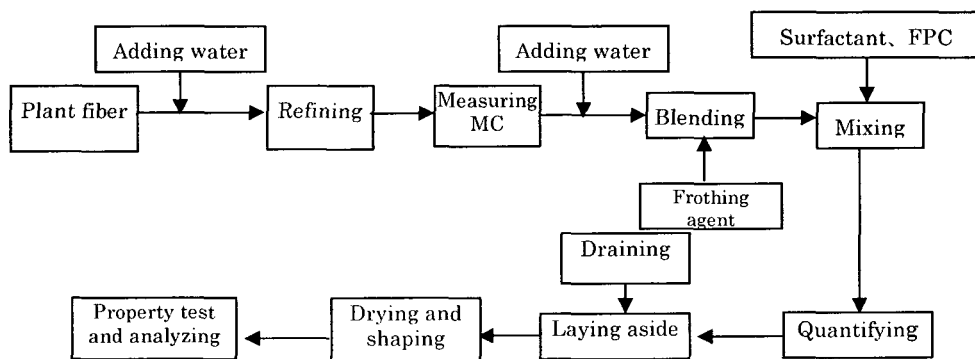 Adding water
Adding water
Surfactant、FPC
Plant fiber
Refining
Measuring
MC
Blending
Mixing
Frothing
agent
Draining
Property test
and analyzing
Drying and
shaping
Laying aside
Quantifying